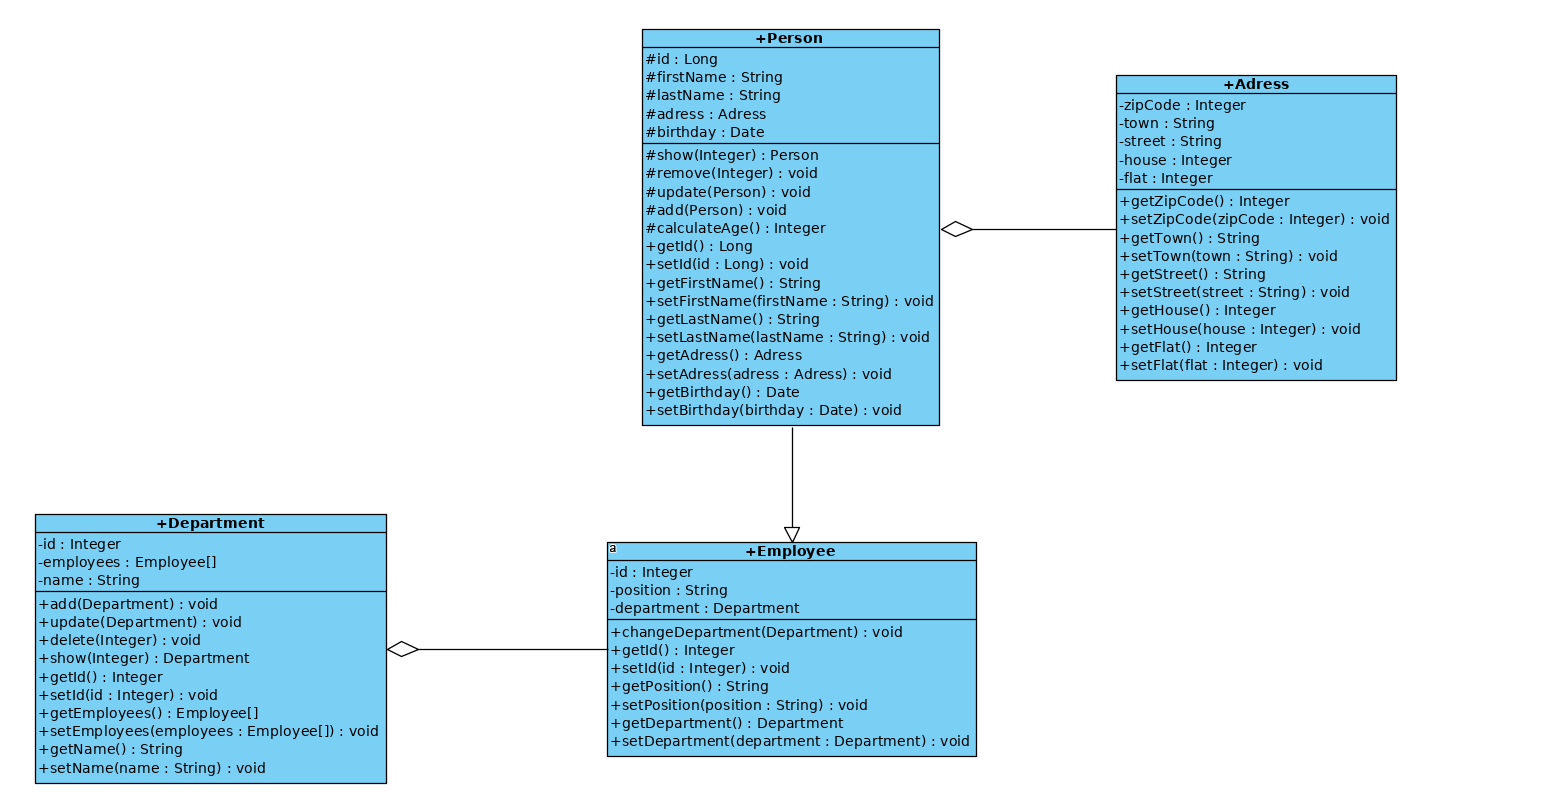 +Person
#id : Long
#firstName : String
#lastName : String
#adress : Adress
#birthday : Date
#show(Integer) : Person
#remove(Integer) : void
#update(Person) : void
#add(Person) : void
#calculateAge() : Integer
+getId() : Long
+setId(id : Long) : void
+getFirstName() : String
+setFirstName(firstName : String) : void
+getLastName() : String
+setLastName(lastName : String) : void
+getAdress() : Adress
+setAdress(adress : Adress) : void
+getBirthday() : Date
+setBirthday(birthday : Date) : void
+Adress
-zipCode : Integer
-town : String
-street : String
-house : Integer
-flat : Integer
+getZipCode() : Integer
+setZipCode(zipCode : Integer) : void
+getTown() : String
+setTown(town : String) : void
+getStreet() : String
+setStreet(street : String) : void
+getHouse() : Integer
+setHouse(house : Integer) : void
+getFlat() : Integer
+setFlat(flat : Integer) : void
+Department
-id : Integer
-employees : Employee[]
-name : String
+add(Department) : void
+update(Department) : void
+delete(Integer) : void
+show(Integer) : Department
+getId() : Integer
+setId(id : Integer) : void
+getEmployees() : Employee[]
+setEmployees(employees : Employee[]) : void
+getName() : String
+setName(name : String) : void
a
+Employee
-id : Integer
-position : String
-department : Department
+changeDepartment(Department) : void
+getId() : Integer
+setId(id : Integer) : void
+getPosition() : String
+setPosition(position : String) : void
+getDepartment() : Department
+setDepartment(department : Department) : void